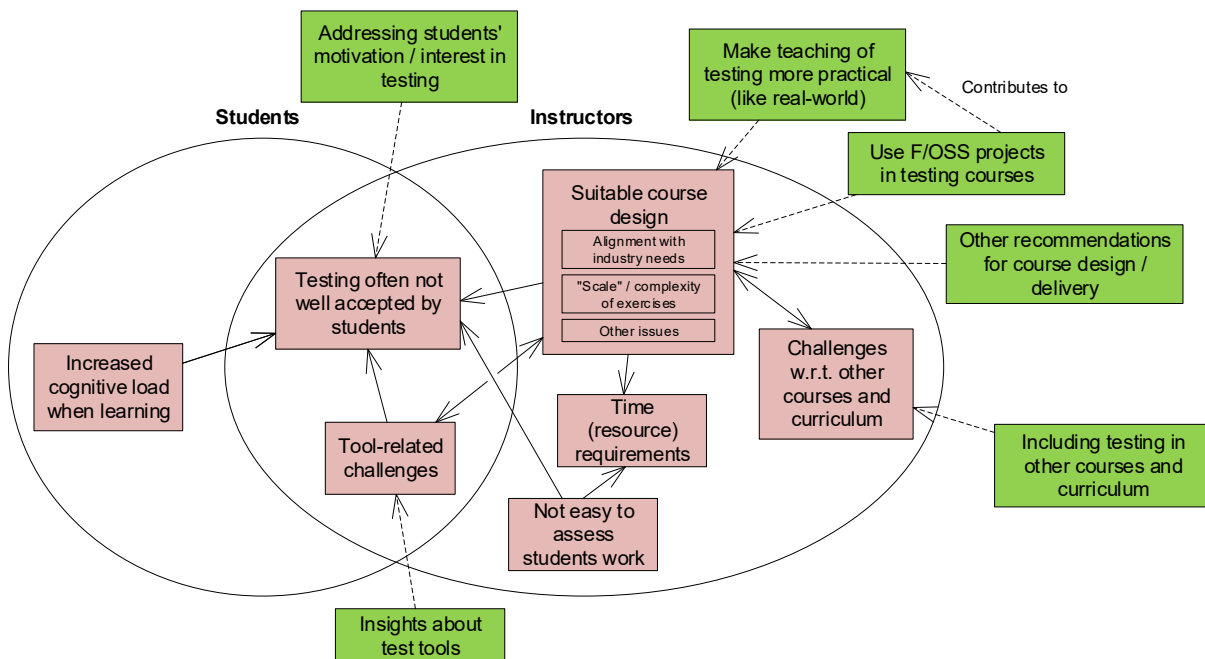 Addressing students'
motivation / interest in
testing
Make teaching of
testing more practical
(like real-world)
Contributes to
Students
Instructors
Use F/OSS projects
in testing courses
Suitable course
design
Alignment with
industry needs
"Scale" / complexity
of exercises
Other issues
Other recommendations
for course design /
delivery
Testing often not
well accepted by
students
Increased
cognitive load
when learning
Challenges
w.r.t. other
courses and
curriculum
Time
(resource)
requirements
Tool-related
challenges
Including testing in
other courses and
curriculum
Not easy to
assess
students work
Insights about
test tools